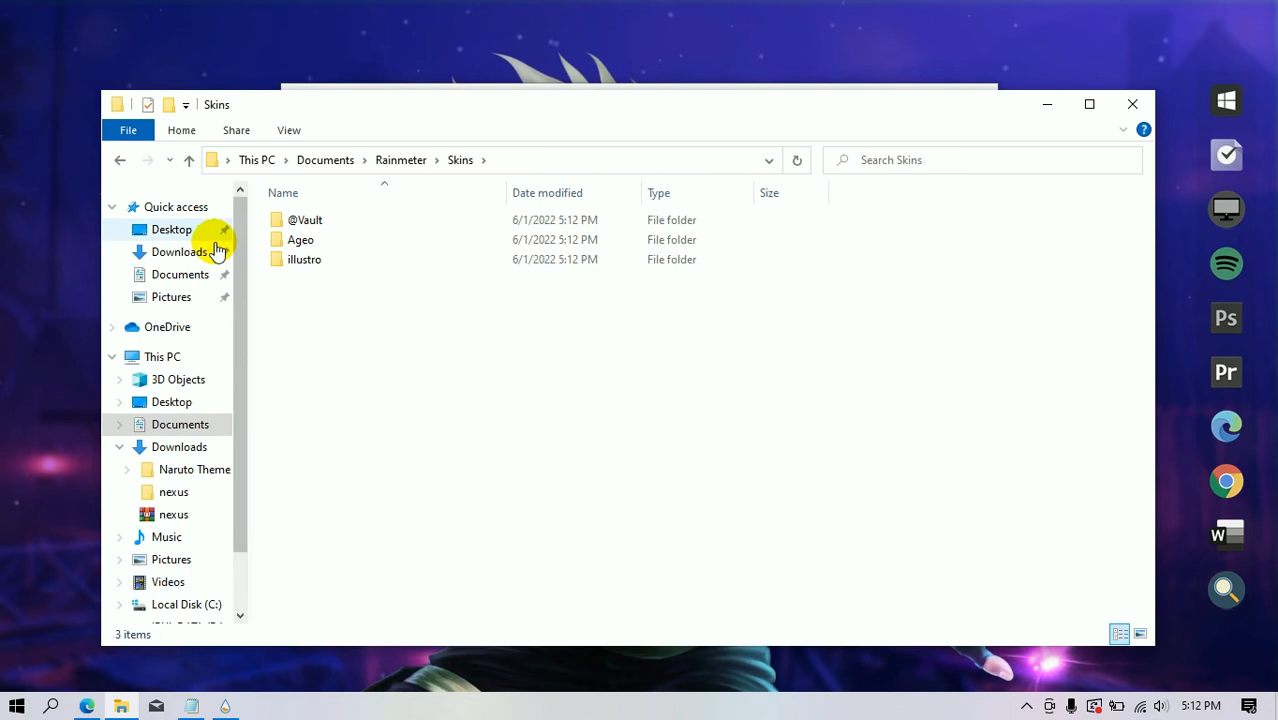 Skins
File Home Share View
This PC Documents Rainmeter Skins
Search Skins
Name Date modified Type Size
@Vault 6/1/2022 5:12 PM File folder
Ageo 6/1/2022 5:12 PM File folder
illustro 6/1/2022 5:12 PM File folder
Quick access
Desktop
Downloads
Documents
Pictures
OneDrive
This PC
3D Objects
Desktop
Documents
Downloads
Naruto Theme
nexus
nexus
Music
Pictures
Videos
Local Disk (C:)
3 items
Ps
Pr
W
5:12 PM